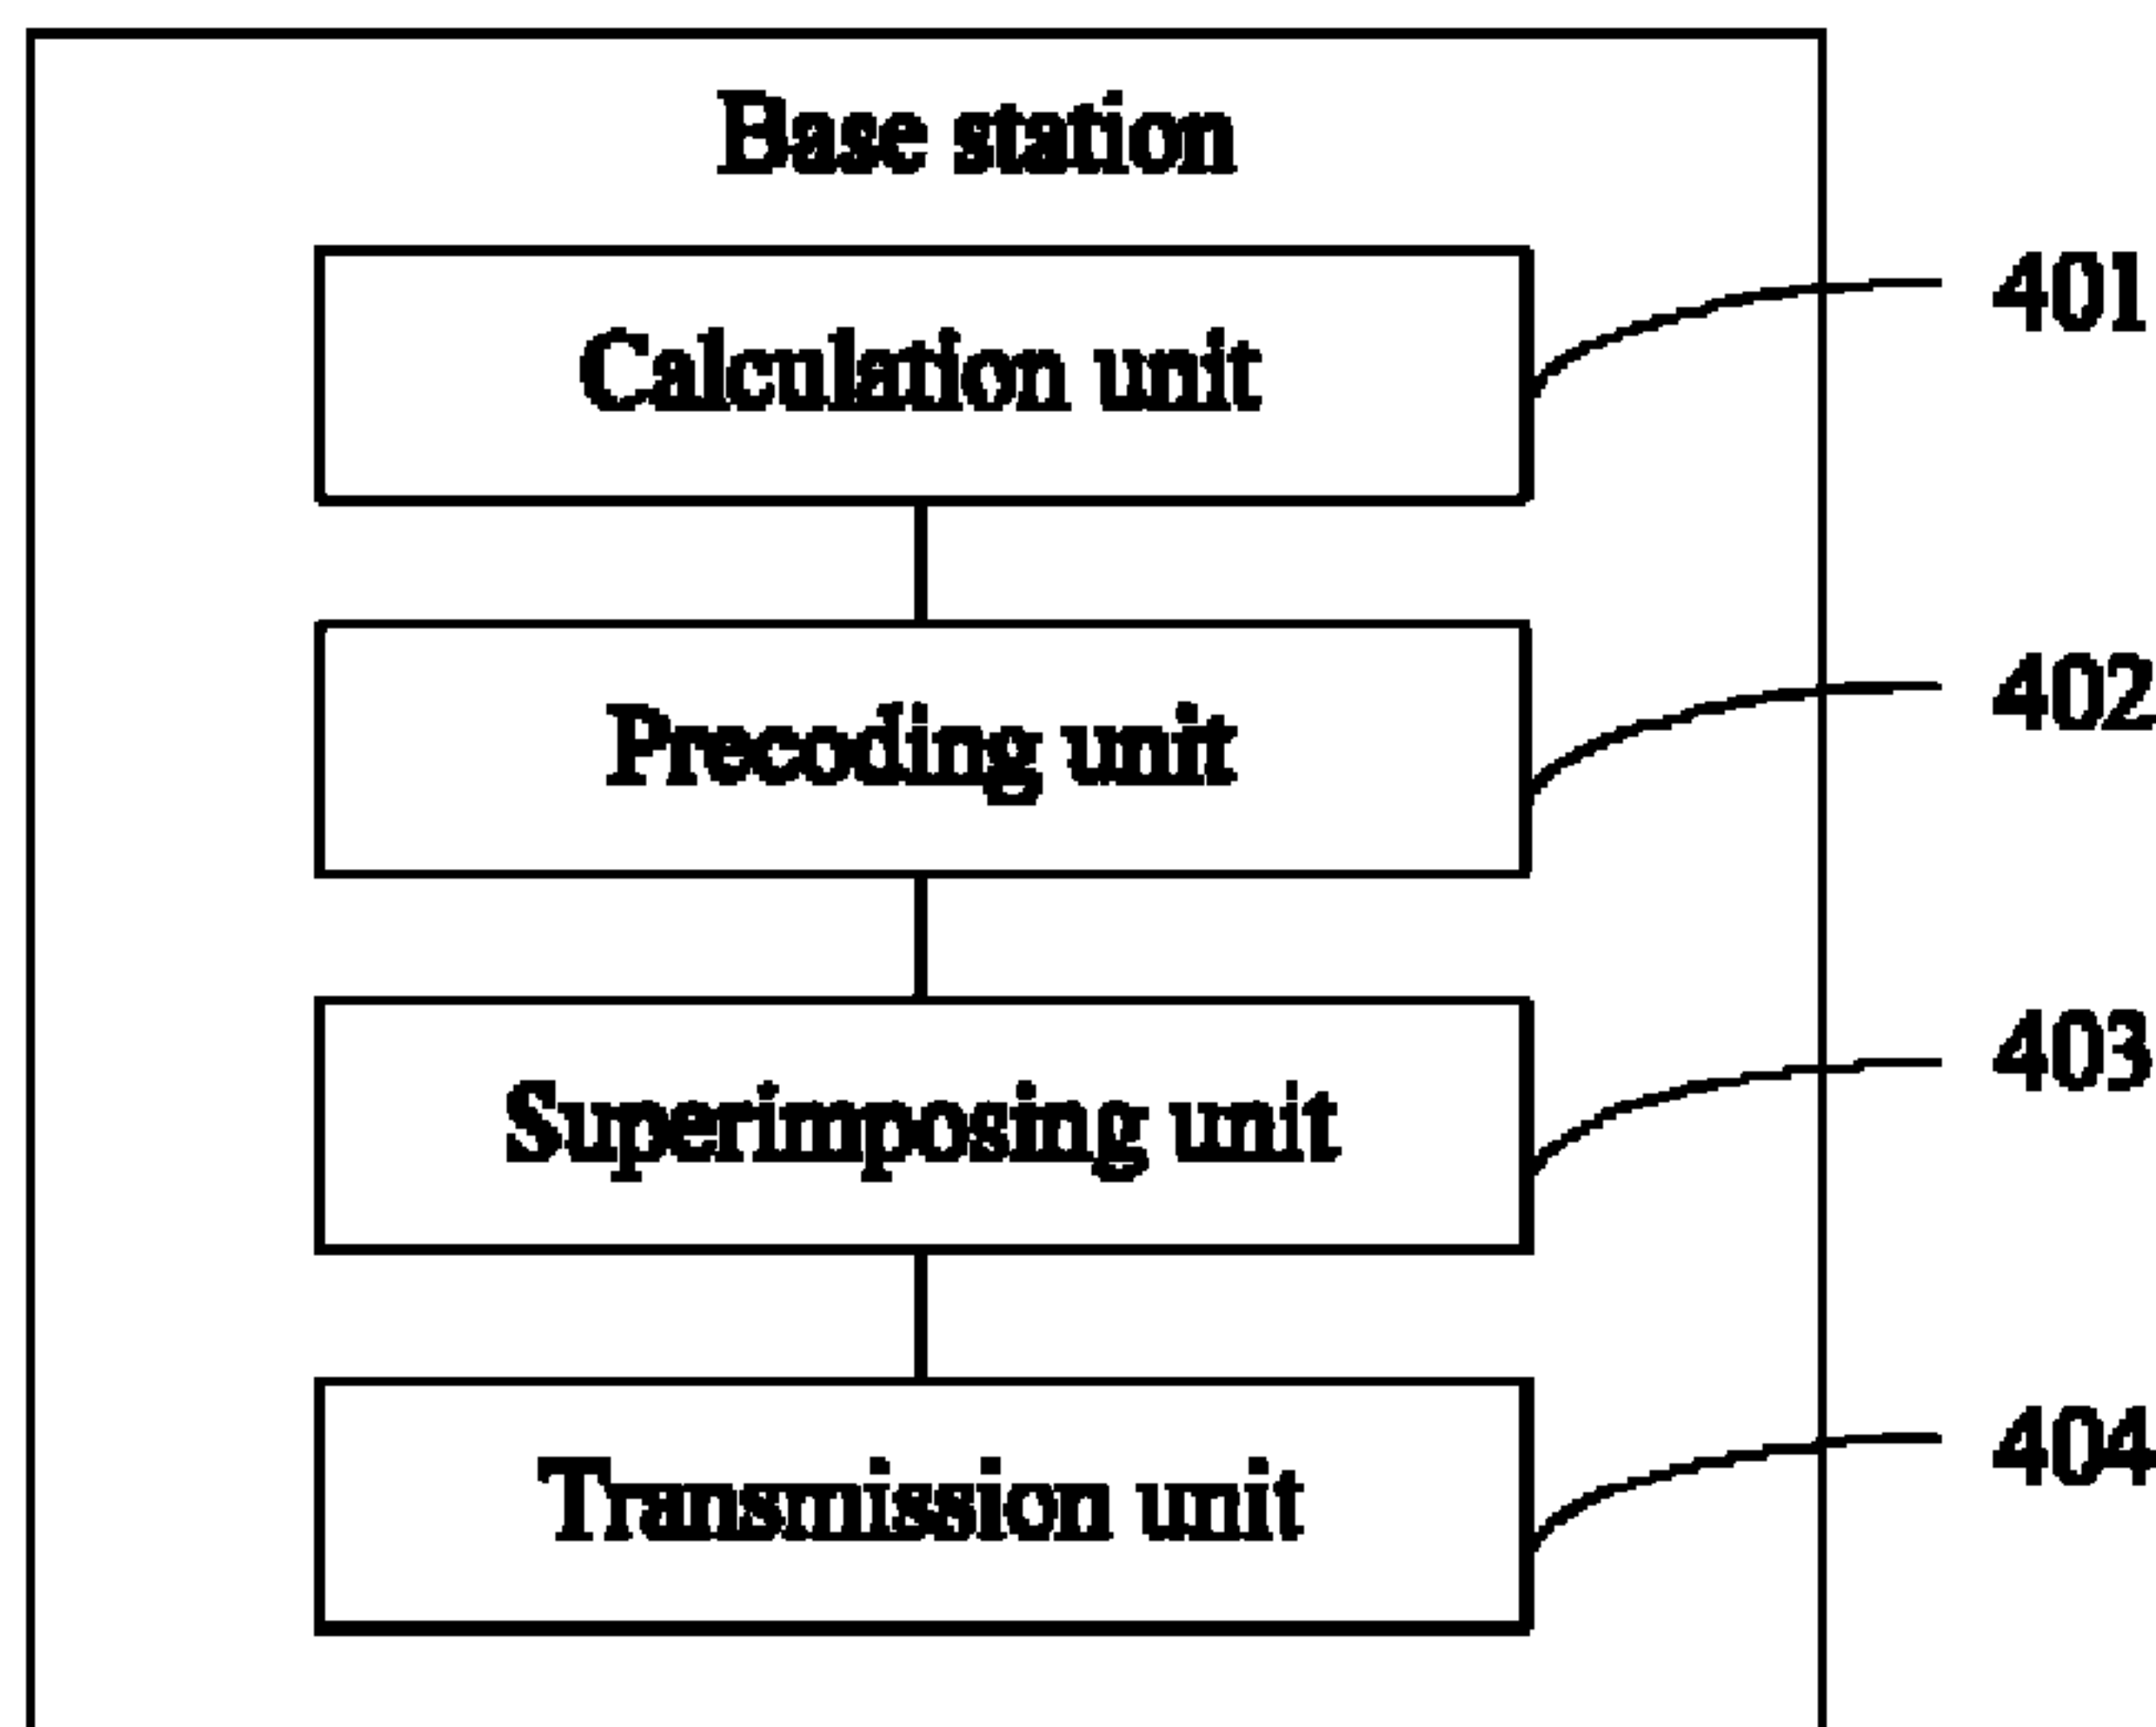 Base station
Calculation unit
401
Precoding unit
402
Superimposing unit
403
Transmission unit
404